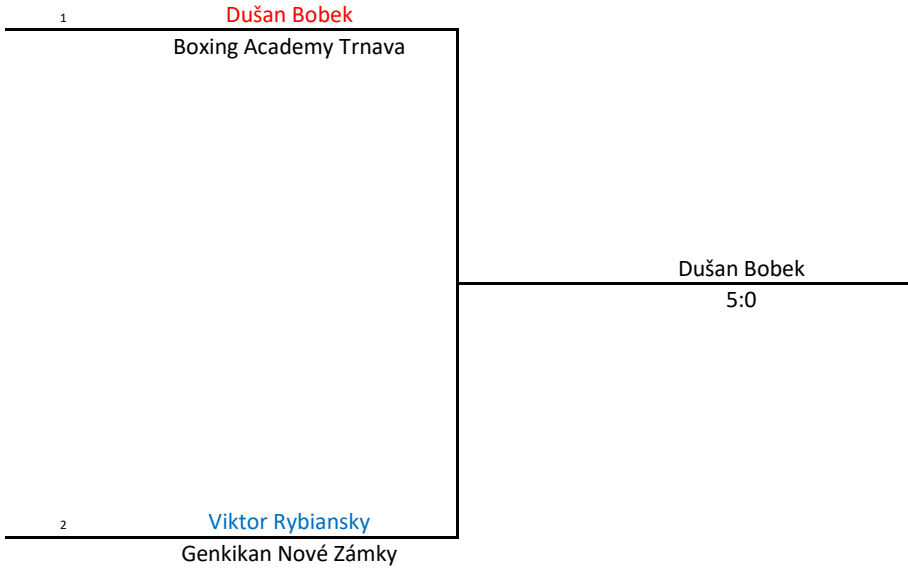 1 Dušan Bobek
Boxing Academy Trnava
Dušan Bobek
5:0
2 Viktor Rybiansky
Genkikan Nové Zámky